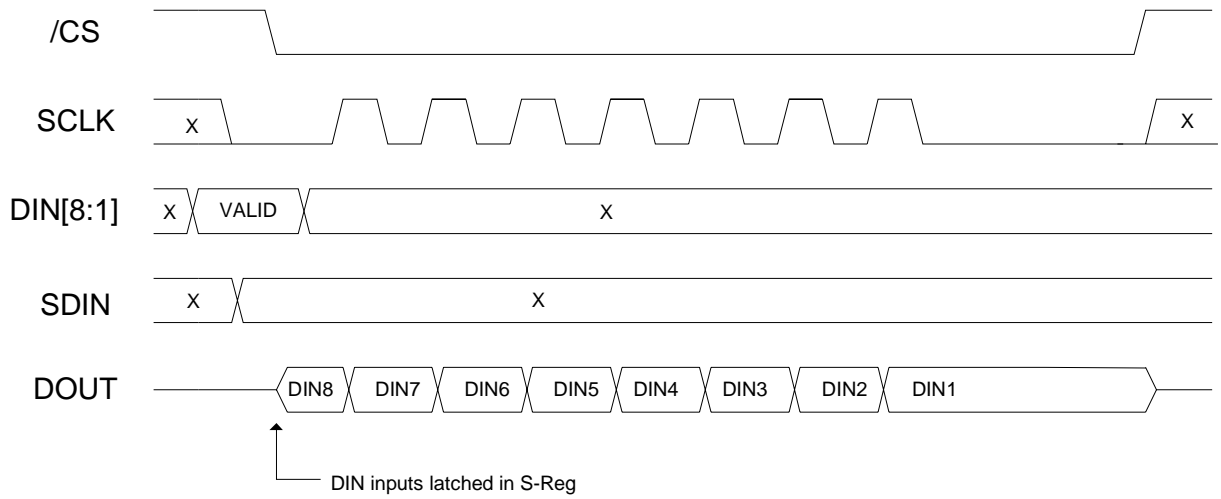 /CS
SCLK X X
DIN[8:1] X VALID X
SDIN X X
DOUT DIN8 DIN7 DIN6 DIN5 DIN4 DIN3 DIN2 DIN1
DIN inputs latched in S-Reg